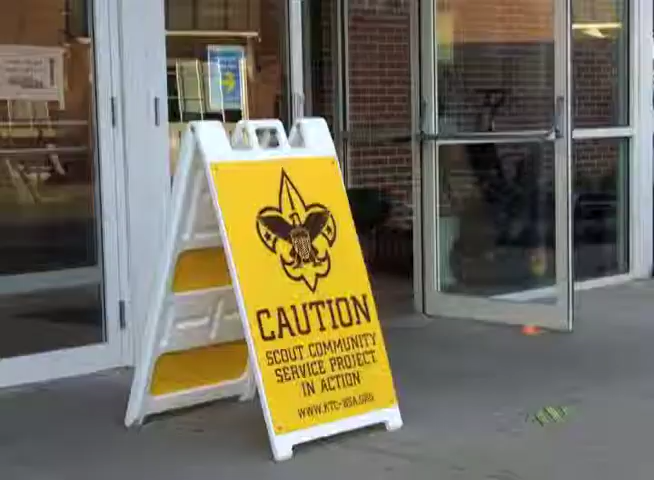 CAUTION
SCOUT COMMUNITY
SERVICE PROJECT
IN ACTION
WWW.KTC-BSA.ORG